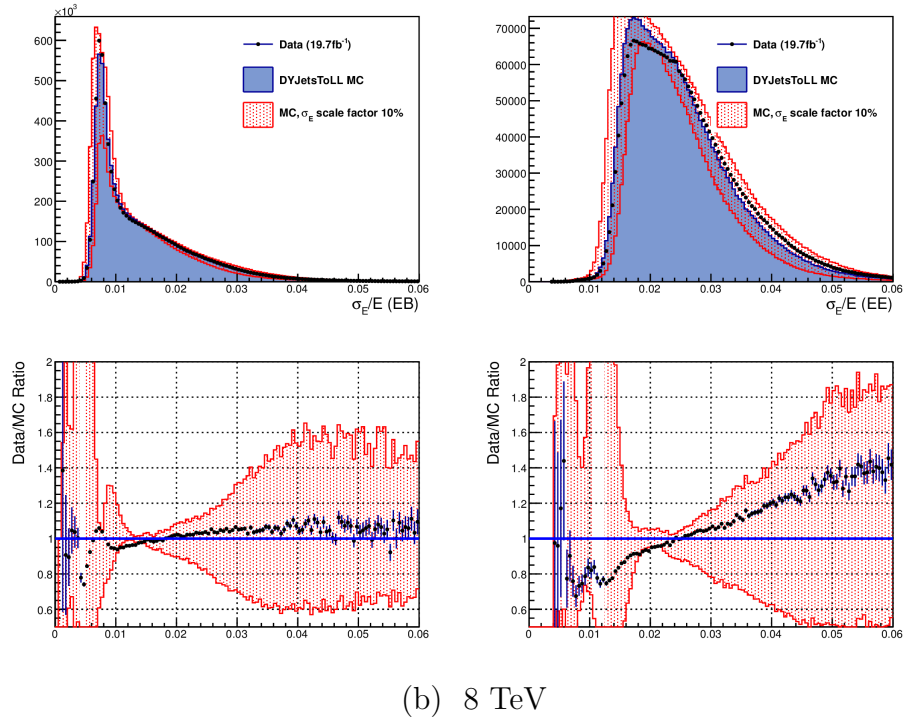 ×10³
600
500
400
300
200
100
0
Data (19.7fb⁻¹)
DYJetsToLL MC
MC, σ_E scale factor 10%
0 0.01 0.02 0.03 0.04 0.05 0.06
σ_E/E (EB)
70000
60000
50000
40000
30000
20000
10000
0
Data (19.7fb⁻¹)
DYJetsToLL MC
MC, σ_E scale factor 10%
0 0.01 0.02 0.03 0.04 0.05 0.06
σ_E/E (EE)
Data/MC Ratio
2
1.8
1.6
1.4
1.2
1
0.8
0.6
0 0.01 0.02 0.03 0.04 0.05 0.06
Data/MC Ratio
2
1.8
1.6
1.4
1.2
1
0.8
0.6
0 0.01 0.02 0.03 0.04 0.05 0.06
(b) 8 TeV